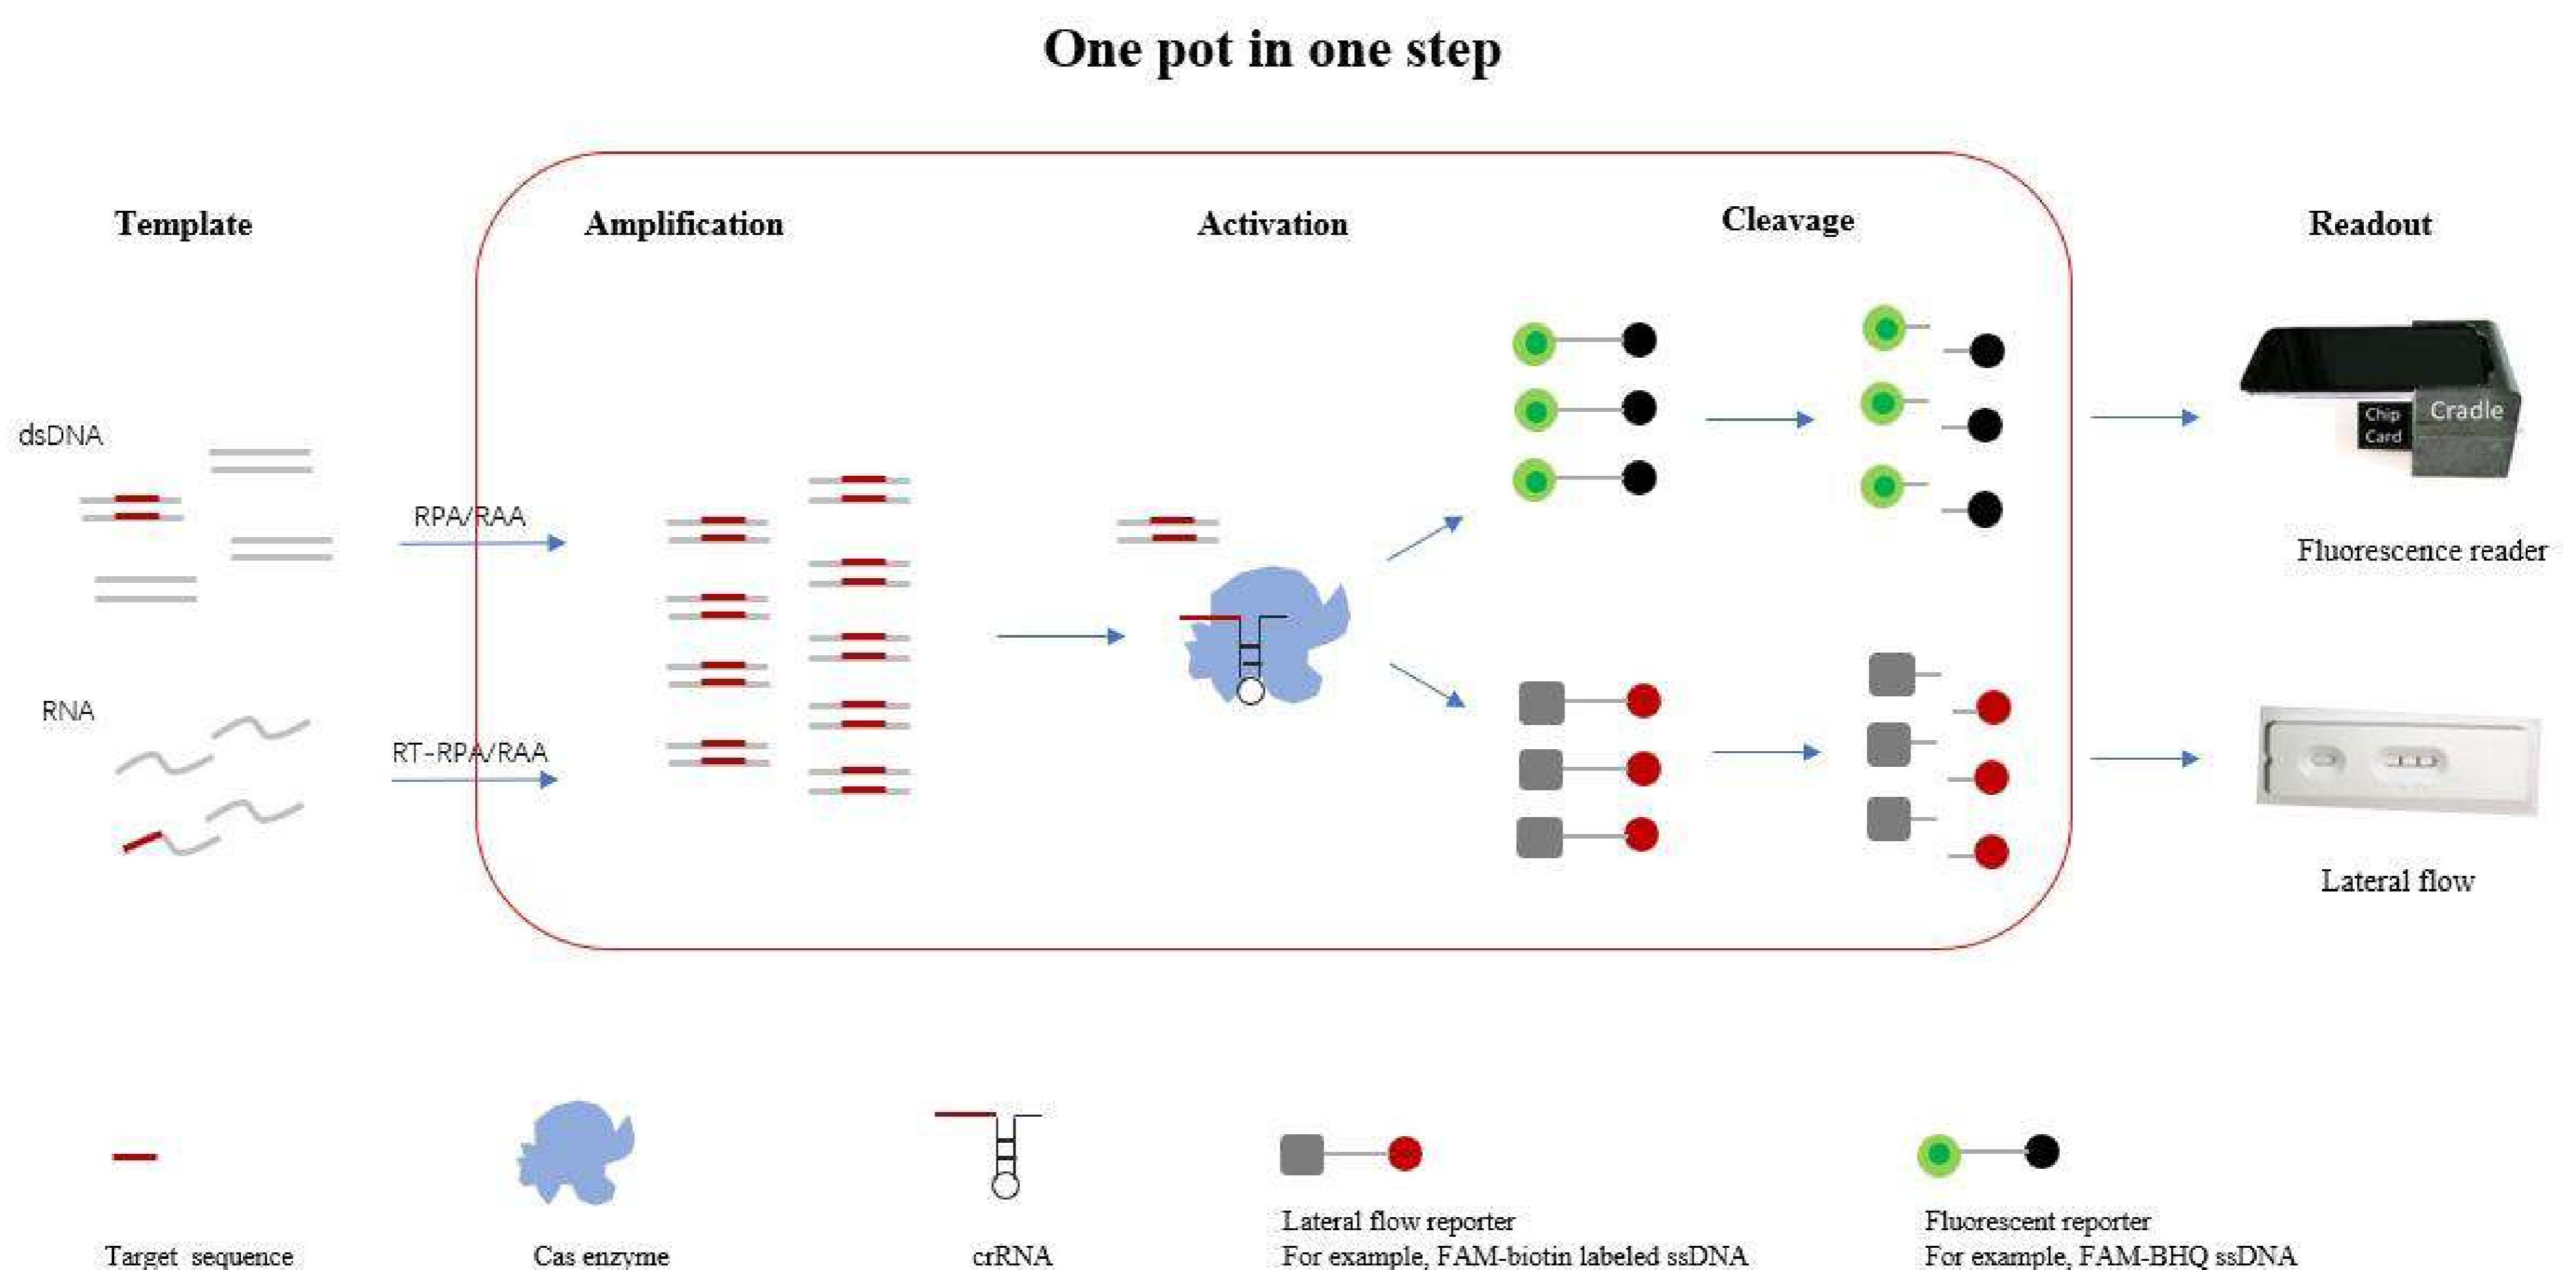 One pot in one step
Template
Amplification
Activation
Cleavage
Readout
dsDNA
RPA/RAA
RNA
RT-RPA/RAA
Chip
Card
Cradle
Fluorescence reader
Lateral flow
Target sequence
Cas enzyme
crRNA
Lateral flow reporter
For example, FAM-biotin labeled ssDNA
Fluorescent reporter
For example, FAM-BHQ ssDNA